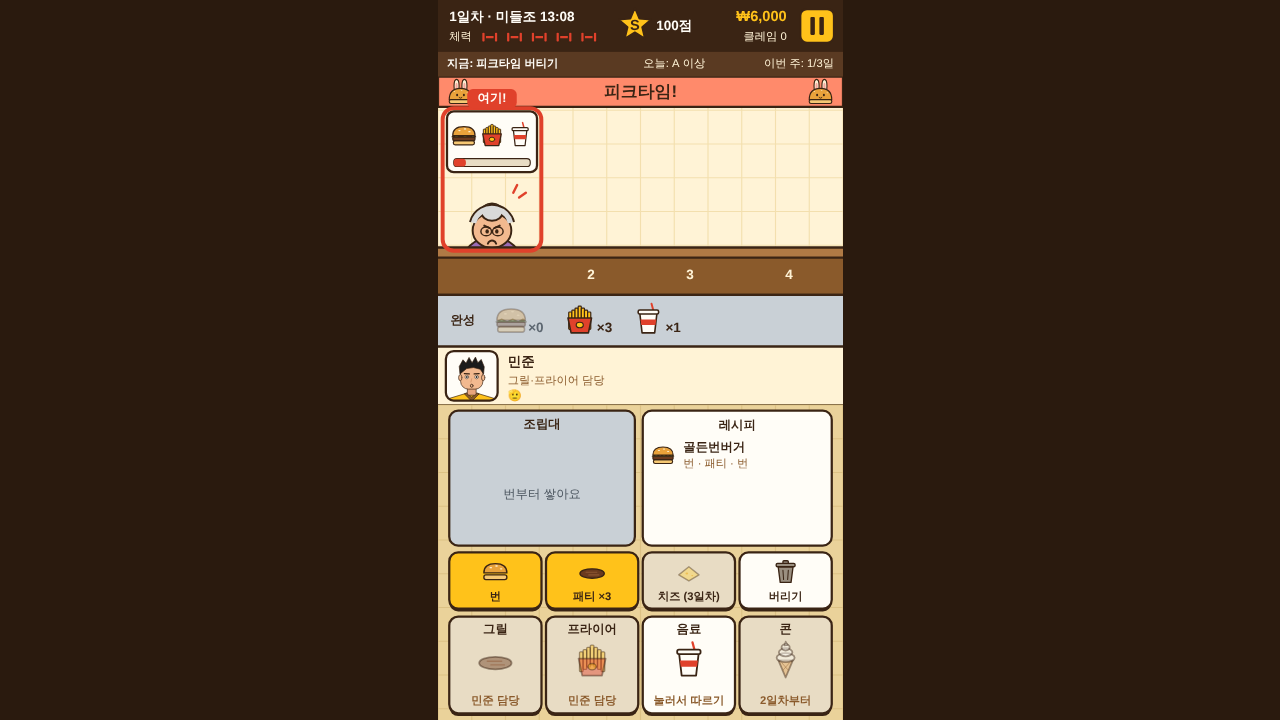 1일차 · 미들조 13:08
체력
S 100점
₩6,000
클레임 0
지금: 피크타임 버티기
오늘: A 이상
이번 주: 1/3일
피크타임!
여기!
2
3
4
완성
×0
×3
×1
민준
그릴·프라이어 담당
조립대
번부터 쌓아요
레시피
골든번버거
번 · 패티 · 번
번
패티 ×3
치즈 (3일차)
버리기
그릴
민준 담당
프라이어
민준 담당
음료
눌러서 따르기
콘
2일차부터